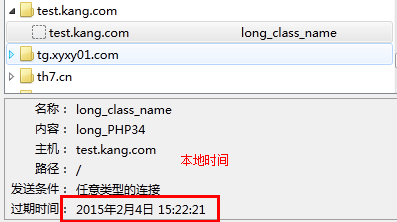 test.kang.com
test.kang.com long_class_name
tg.xyxy01.com
th7.cn
名称： long_class_name
内容： long_PHP34
主机： test.kang.com
本地时间
路径： /
发送条件： 任意类型的连接
过期时间： 2015年2月4日 15:22:21